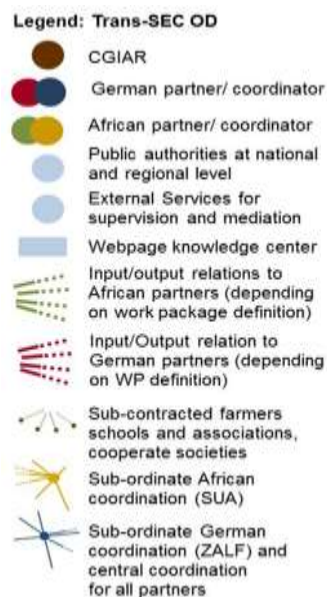 Legend: Trans-SEC OD
CGIAR
German partner/ coordinator
African partner/ coordinator
Public authorities at national
and regional level
External Services for
supervision and mediation
Webpage knowledge center
Input/output relations to
African partners (depending
on work package definition)
Input/Output relation to
German partners (depending
on WP definition)
Sub-contracted farmers
schools and associations,
cooperate societies
Sub-ordinate African
coordination (SUA)
Sub-ordinate German
coordination (ZALF) and
central coordination
for all partners